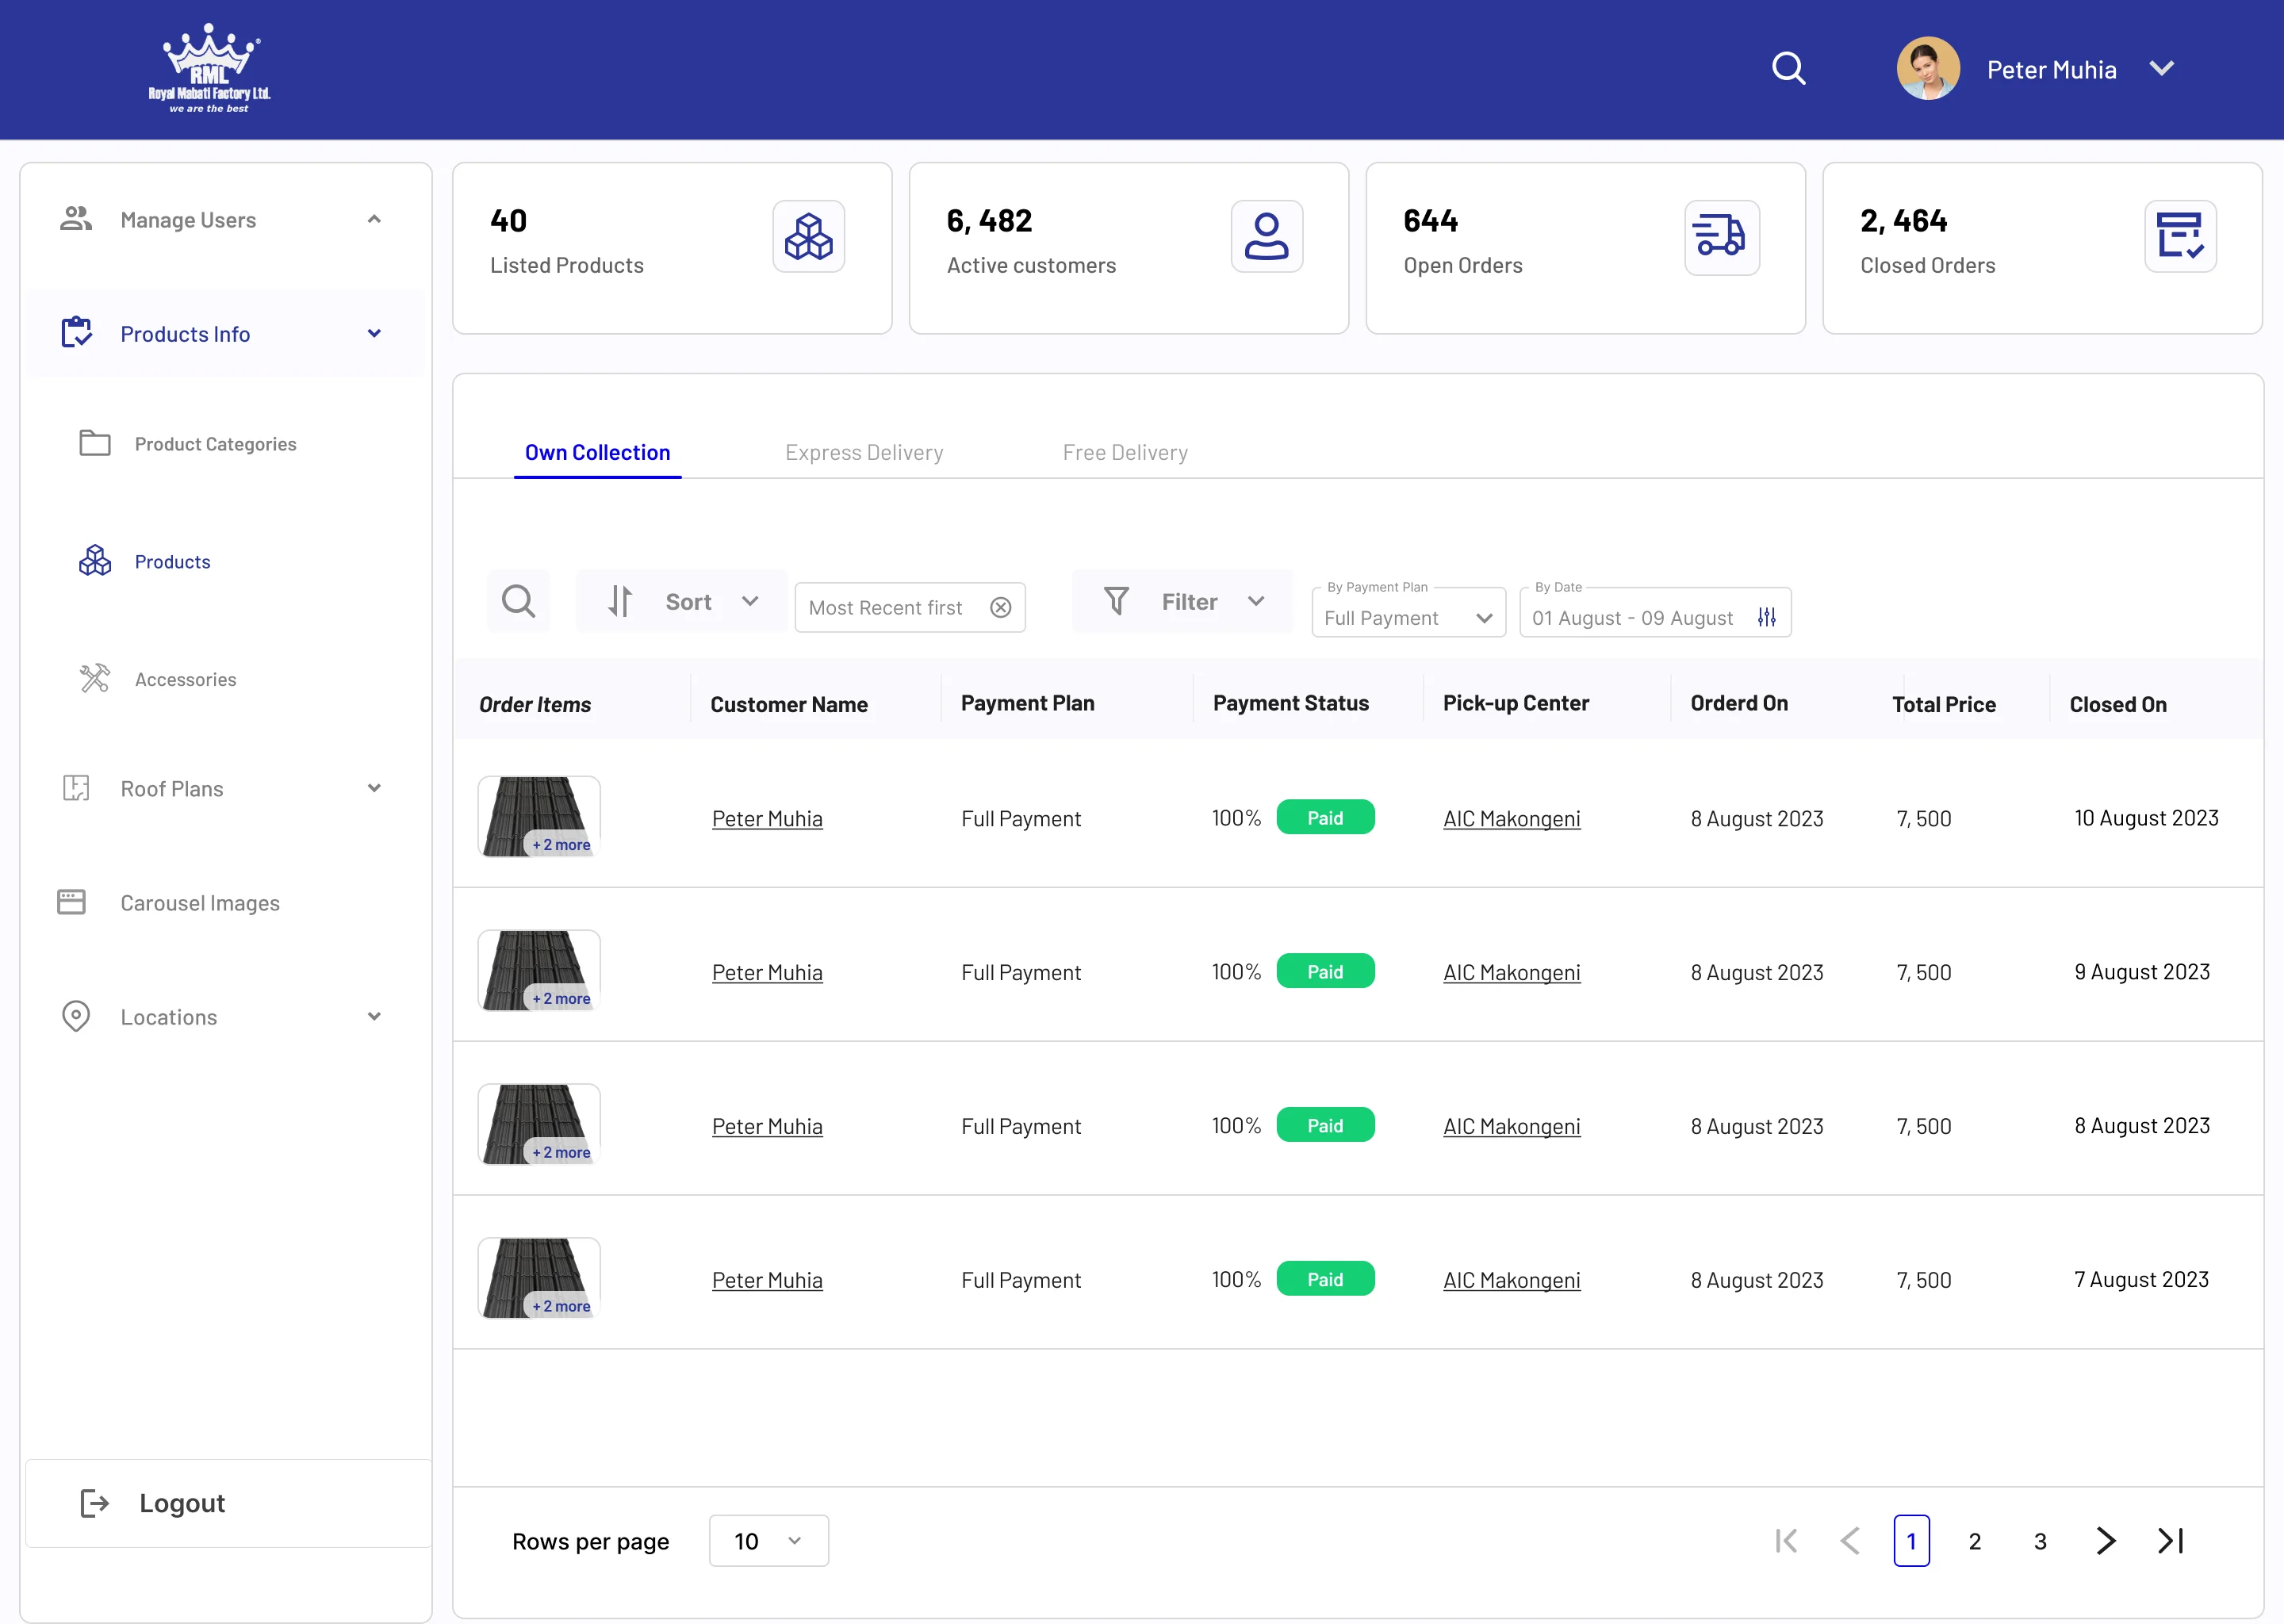 RML
Royal Mabati Factory Ltd.
we are the best
Peter Muhia
Manage Users
Products Info
Product Categories
Products
Accessories
Roof Plans
Carousel Images
Locations
Logout
40
Listed Products
6, 482
Active customers
644
Open Orders
2, 464
Closed Orders
Own Collection Express Delivery Free Delivery
Sort Most Recent first Filter By Payment Plan Full Payment By Date 01 August - 09 August
Order Items Customer Name Payment Plan Payment Status Pick-up Center Orderd On Total Price Closed On
+ 2 more Peter Muhia Full Payment 100% Paid AIC Makongeni 8 August 2023 7, 500 10 August 2023
+ 2 more Peter Muhia Full Payment 100% Paid AIC Makongeni 8 August 2023 7, 500 9 August 2023
+ 2 more Peter Muhia Full Payment 100% Paid AIC Makongeni 8 August 2023 7, 500 8 August 2023
+ 2 more Peter Muhia Full Payment 100% Paid AIC Makongeni 8 August 2023 7, 500 7 August 2023
Rows per page 10 1 2 3